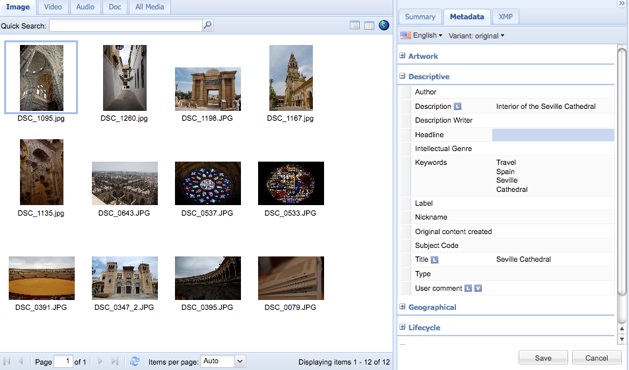 Image Video Audio Doc All Media
Quick Search:
DSC_1095.jpg DSC_1260.jpg DSC_1198.JPG DSC_1167.jpg
DSC_1135.jpg DSC_0643.JPG DSC_0537.JPG DSC_0533.JPG
DSC_0391.JPG DSC_0347_2.JPG DSC_0395.JPG DSC_0079.JPG
Page 1 of 1 Items per page: Auto Displaying items 1 - 12 of 12
Summary Metadata XMP
English Variant: original
Artwork
Descriptive
Author
Description L Interior of the Seville Cathedral
Description Writer
Headline
Intellectual Genre
Keywords Travel
Spain
Seville
Cathedral
Label
Nickname
Original content created
Subject Code
Title L Seville Cathedral
Type
User comment L V
Geographical
Lifecycle
Save Cancel